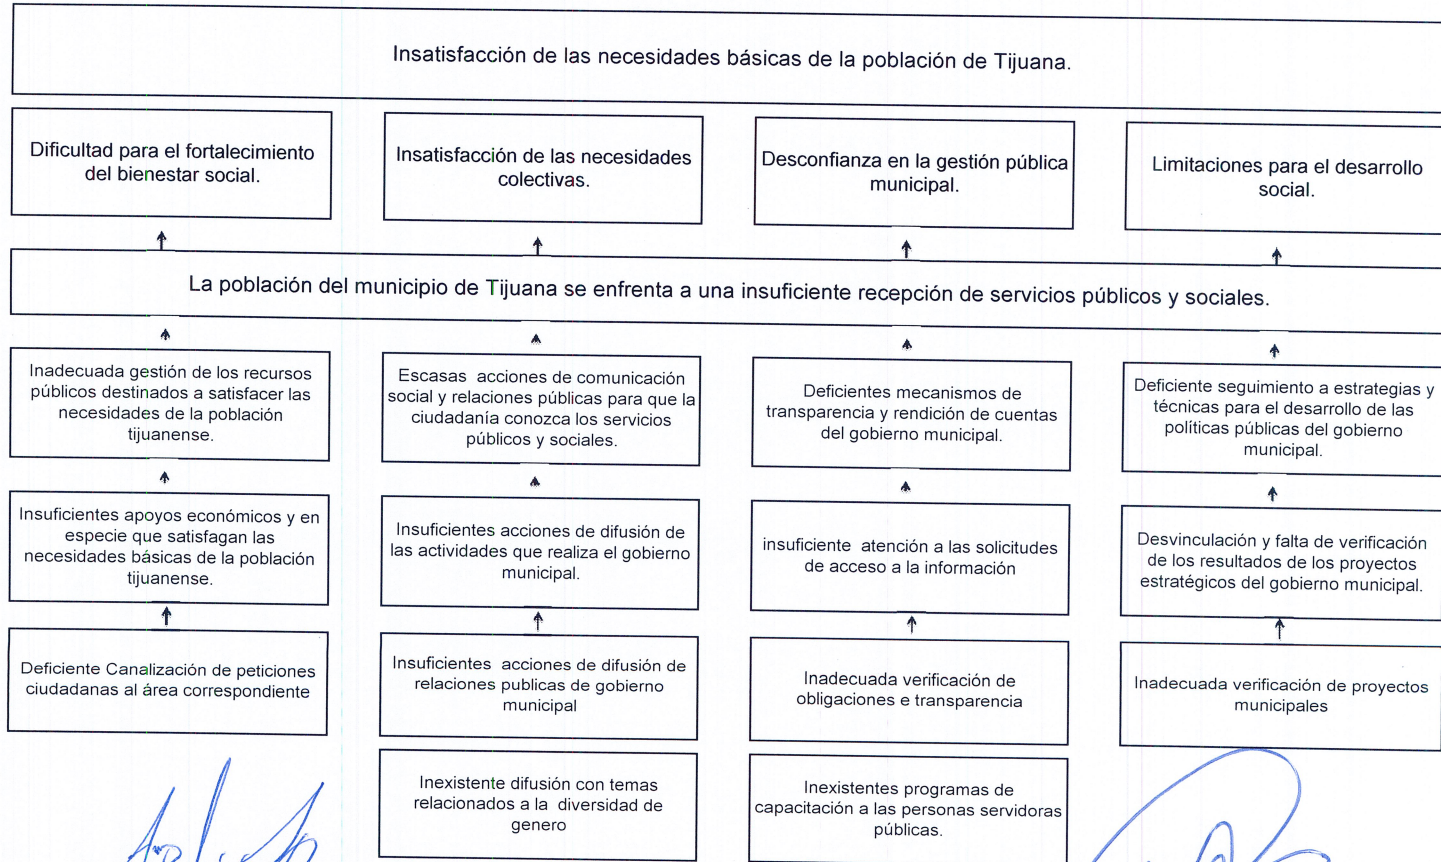 Insatisfacción de las necesidades básicas de la población de Tijuana.
Dificultad para el fortalecimiento
del bienestar social.
Insatisfacción de las necesidades
colectivas.
Desconfianza en la gestión pública
municipal.
Limitaciones para el desarrollo
social.
La población del municipio de Tijuana se enfrenta a una insuficiente recepción de servicios públicos y sociales.
Inadecuada gestión de los recursos
públicos destinados a satisfacer las
necesidades de la población
tijuanense.
Escasas acciones de comunicación
social y relaciones públicas para que la
ciudadanía conozca los servicios
públicos y sociales.
Deficientes mecanismos de
transparencia y rendición de cuentas
del gobierno municipal.
Deficiente seguimiento a estrategias y
técnicas para el desarrollo de las
políticas públicas del gobierno
municipal.
Insuficientes apoyos económicos y en
especie que satisfagan las
necesidades básicas de la población
tijuanense.
Insuficientes acciones de difusión de
las actividades que realiza el gobierno
municipal.
insuficiente atención a las solicitudes
de acceso a la información
Desvinculación y falta de verificación
de los resultados de los proyectos
estratégicos del gobierno municipal.
Deficiente Canalización de peticiones
ciudadanas al área correspondiente
Insuficientes acciones de difusión de
relaciones publicas de gobierno
municipal
Inadecuada verificación de
obligaciones e transparencia
Inadecuada verificación de proyectos
municipales
Inexistente difusión con temas
relacionados a la diversidad de
genero
Inexistentes programas de
capacitación a las personas servidoras
públicas.